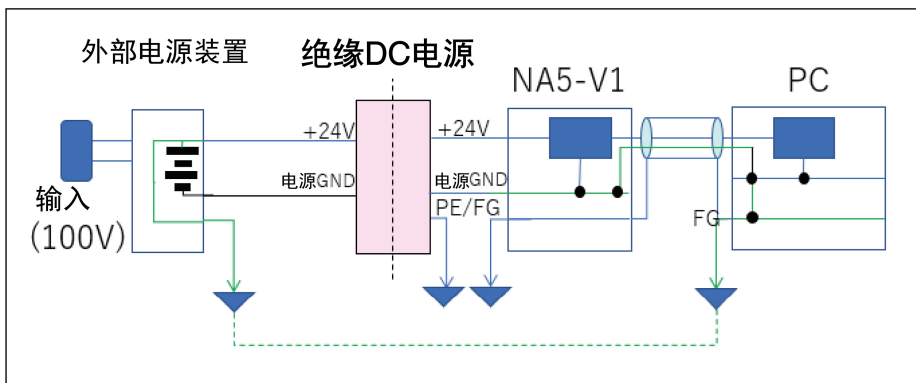 外部电源装置
绝缘DC电源
NA5-V1
PC
+24V
+24V
电源GND
电源GND
输入
(100V)
PE/FG
FG